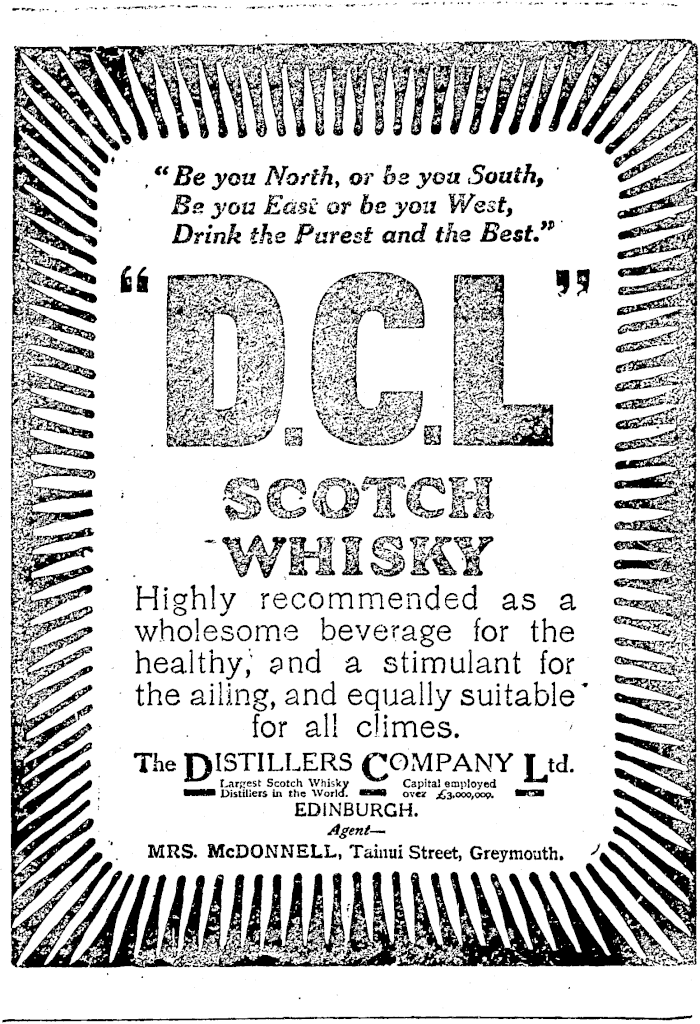 “Be you North, or be you South,
Be you East or be you West,
Drink the Purest and the Best.”
“D.C.L”
SCOTCH
WHISKY
Highly recommended as a
wholesome beverage for the
healthy, and a stimulant for
the ailing, and equally suitable
for all climes.
The DISTILLERS COMPANY Ltd.
Largest Scotch Whisky
Distillers in the World.
Capital employed
over £3,000,000.
EDINBURGH.
Agent—
MRS. McDONNELL, Tainui Street, Greymouth.